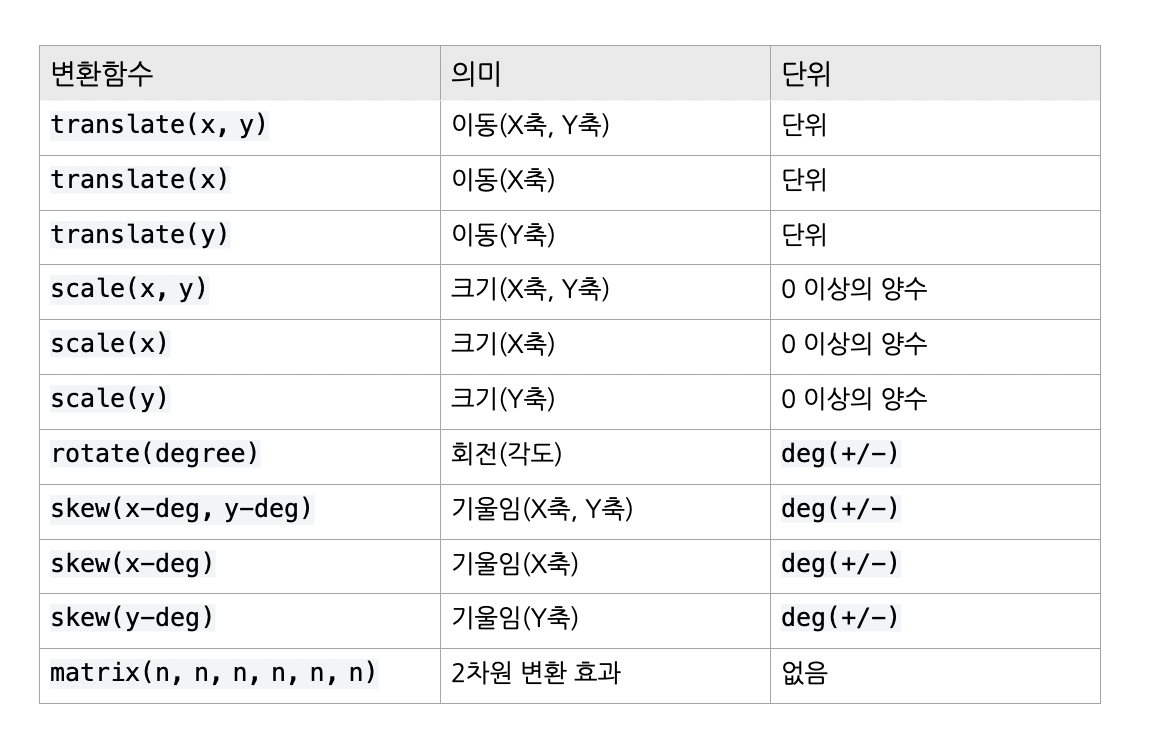 변환함수 의미 단위
translate(x, y) 이동(X축, Y축) 단위
translate(x) 이동(X축) 단위
translate(y) 이동(Y축) 단위
scale(x, y) 크기(X축, Y축) 0 이상의 양수
scale(x) 크기(X축) 0 이상의 양수
scale(y) 크기(Y축) 0 이상의 양수
rotate(degree) 회전(각도) deg(+/-)
skew(x-deg, y-deg) 기울임(X축, Y축) deg(+/-)
skew(x-deg) 기울임(X축) deg(+/-)
skew(y-deg) 기울임(Y축) deg(+/-)
matrix(n, n, n, n, n, n) 2차원 변환 효과 없음